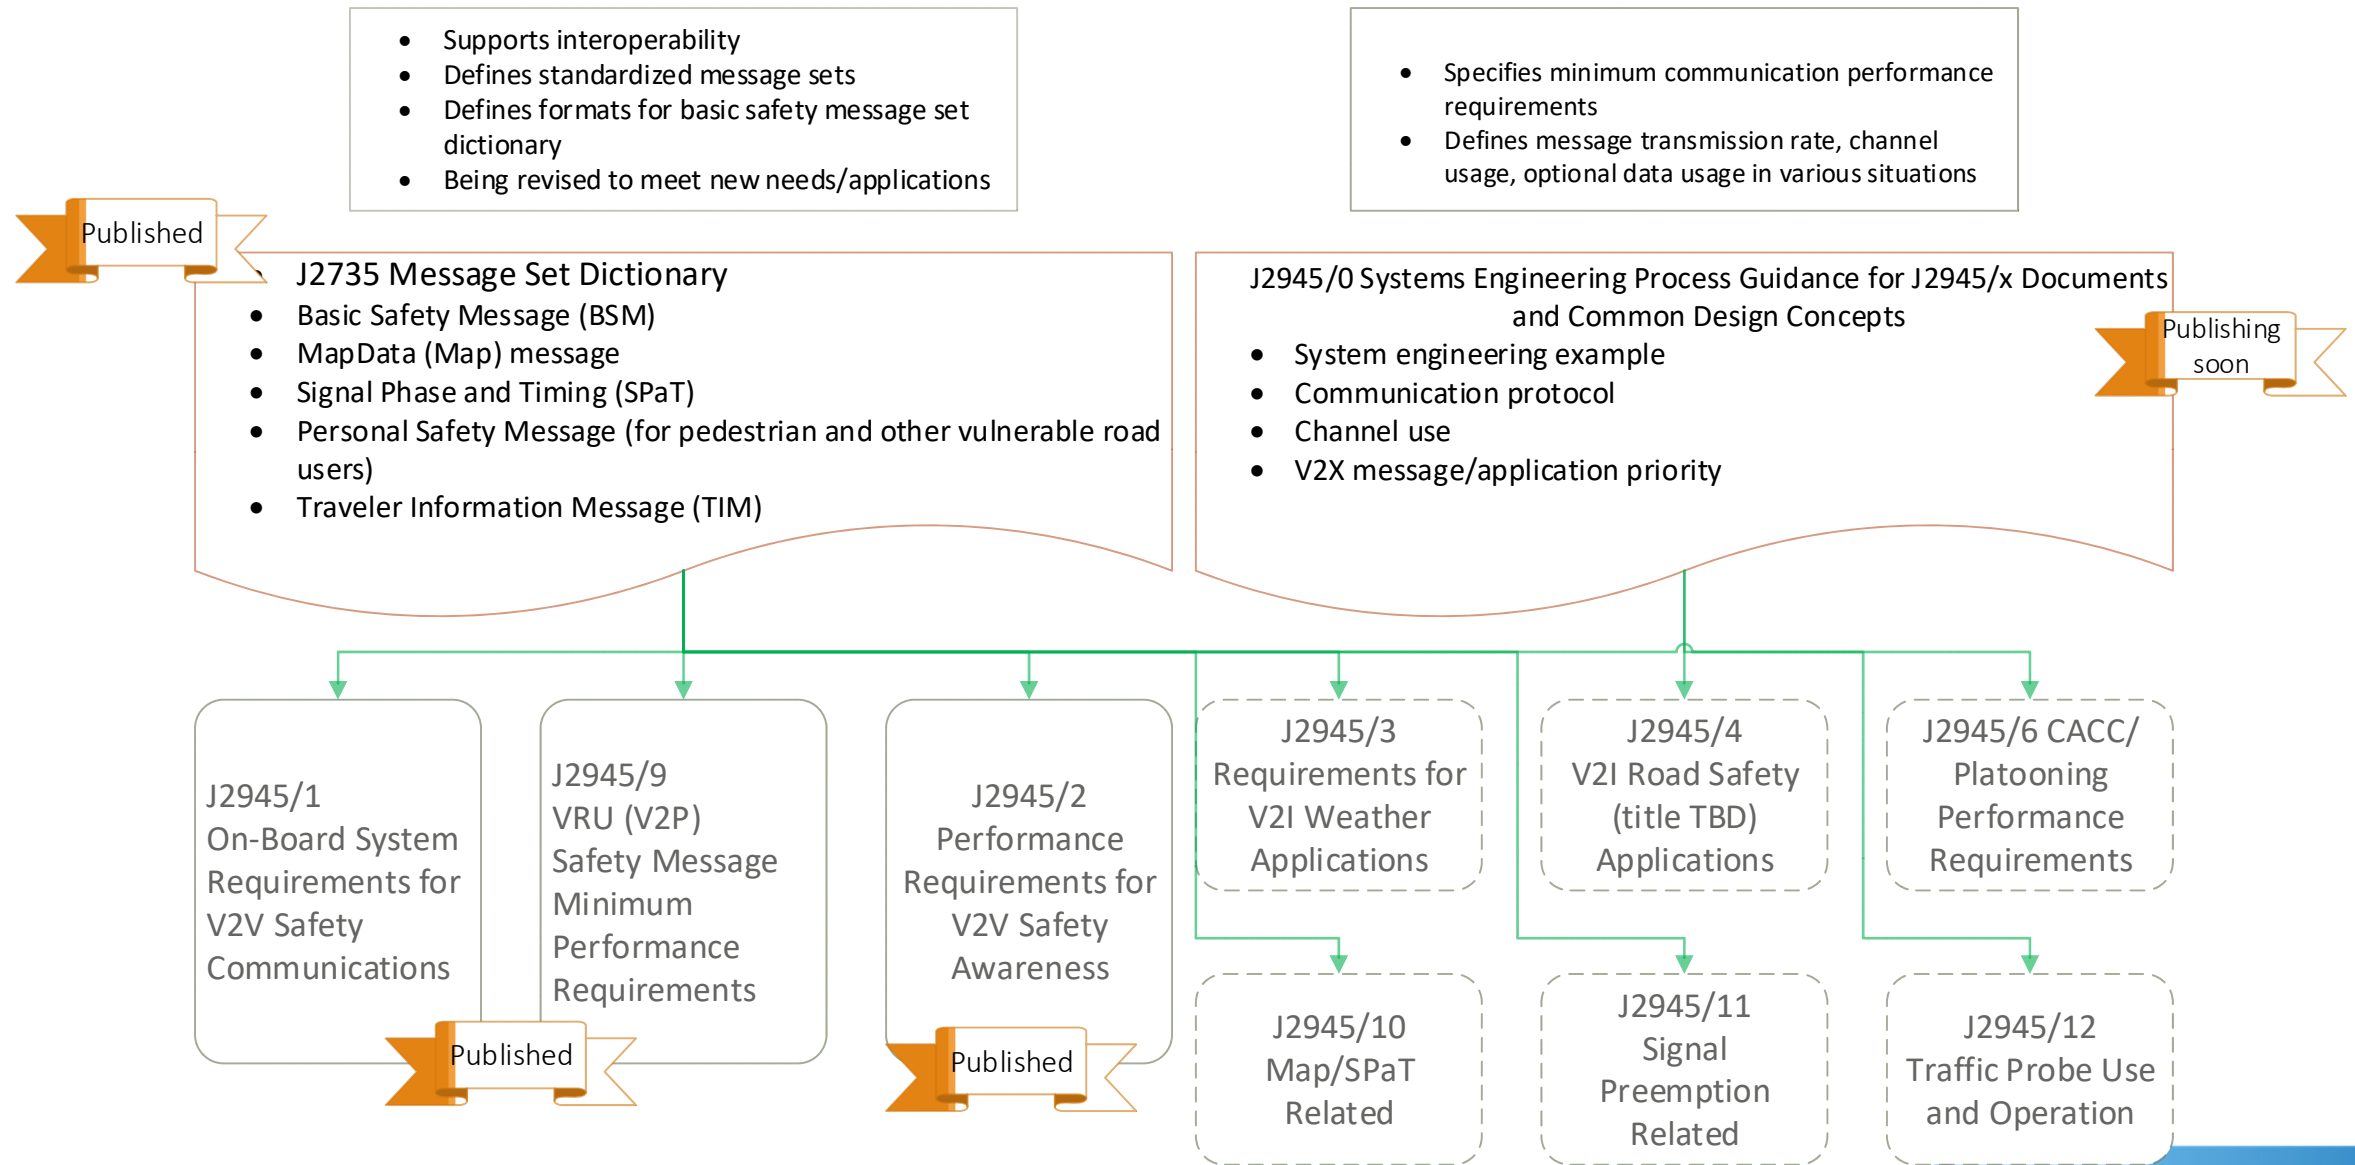 • Supports interoperability
• Defines standardized message sets
• Defines formats for basic safety message set
dictionary
• Being revised to meet new needs/applications
• Specifies minimum communication performance
requirements
• Defines message transmission rate, channel
usage, optional data usage in various situations
Published
• J2735 Message Set Dictionary
• Basic Safety Message (BSM)
• MapData (Map) message
• Signal Phase and Timing (SPaT)
• Personal Safety Message (for pedestrian and other vulnerable road
users)
• Traveler Information Message (TIM)
J2945/0 Systems Engineering Process Guidance for J2945/x Documents
and Common Design Concepts
• System engineering example
• Communication protocol
• Channel use
• V2X message/application priority
Publishing
soon
J2945/1
On-Board System
Requirements for
V2V Safety
Communications
J2945/9
VRU (V2P)
Safety Message
Minimum
Performance
Requirements
Published
J2945/2
Performance
Requirements for
V2V Safety
Awareness
Published
J2945/3
Requirements for
V2I Weather
Applications
J2945/4
V2I Road Safety
(title TBD)
Applications
J2945/6 CACC/
Platooning
Performance
Requirements
J2945/10
Map/SPaT
Related
J2945/11
Signal
Preemption
Related
J2945/12
Traffic Probe Use
and Operation